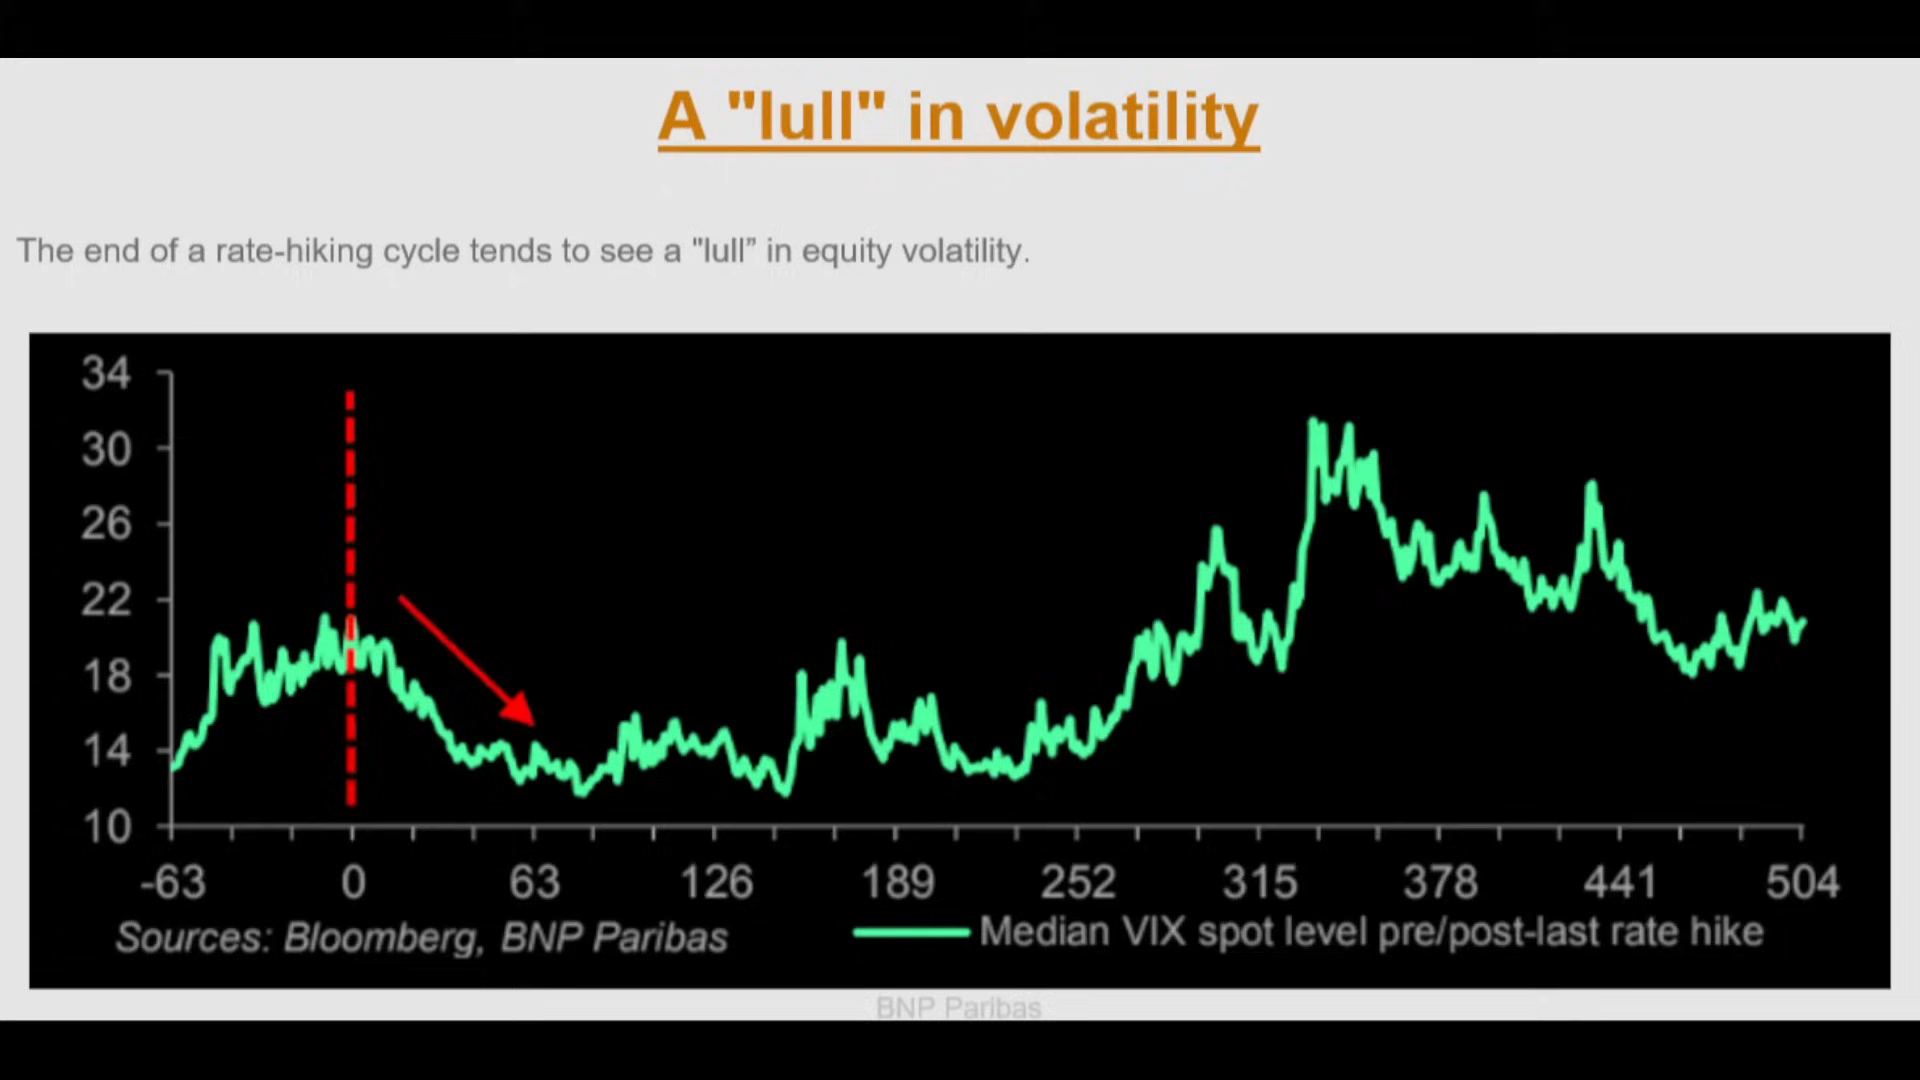 A "lull" in volatility
The end of a rate-hiking cycle tends to see a "lull” in equity volatility.
34
30
26
22
18
14
10
-63 0 63 126 189 252 315 378 441 504
Sources: Bloomberg, BNP Paribas
Median VIX spot level pre/post-last rate hike
BNP Paribas